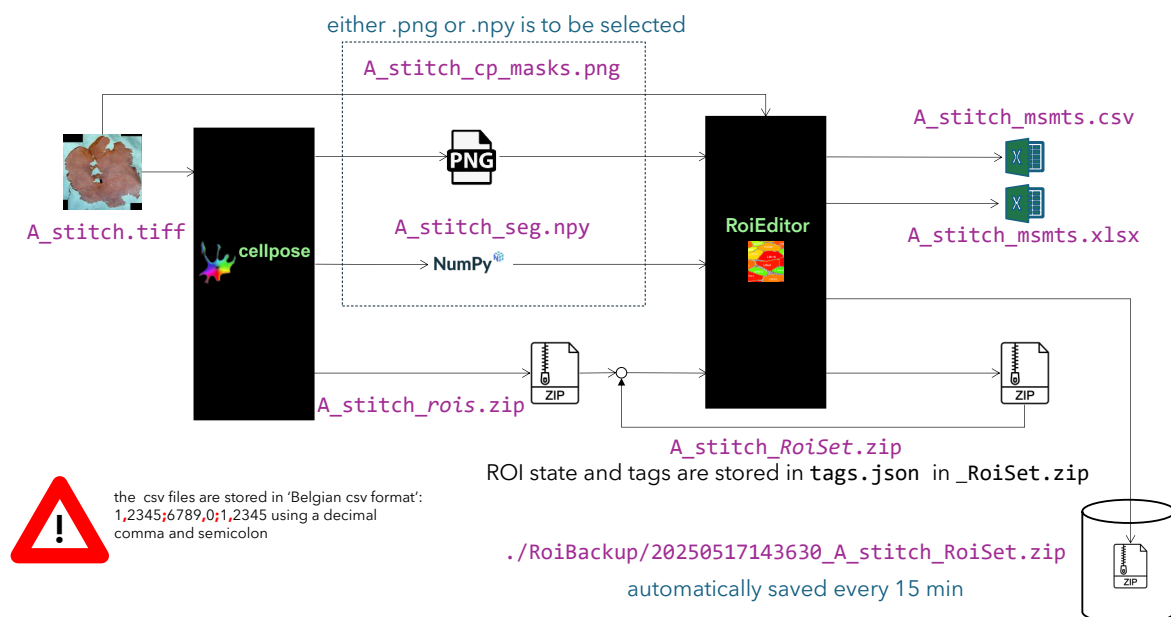 either .png or .npy is to be selected
A_stitch_cp_masks.png
A_stitch_msmts.csv
PNG
A_stitch.tiff
A_stitch_seg.npy
RoiEditor
A_stitch_msmts.xlsx
cellpose
NumPy
ZIP
ZIP
A_stitch_rois.zip
A_stitch_RoiSet.zip
ROI state and tags are stored in tags.json in _RoiSet.zip
!
the csv files are stored in ‘Belgian csv format’:
1,2345;6789,0;1,2345 using a decimal
comma and semicolon
./RoiBackup/20250517143630_A_stitch_RoiSet.zip
ZIP
automatically saved every 15 min